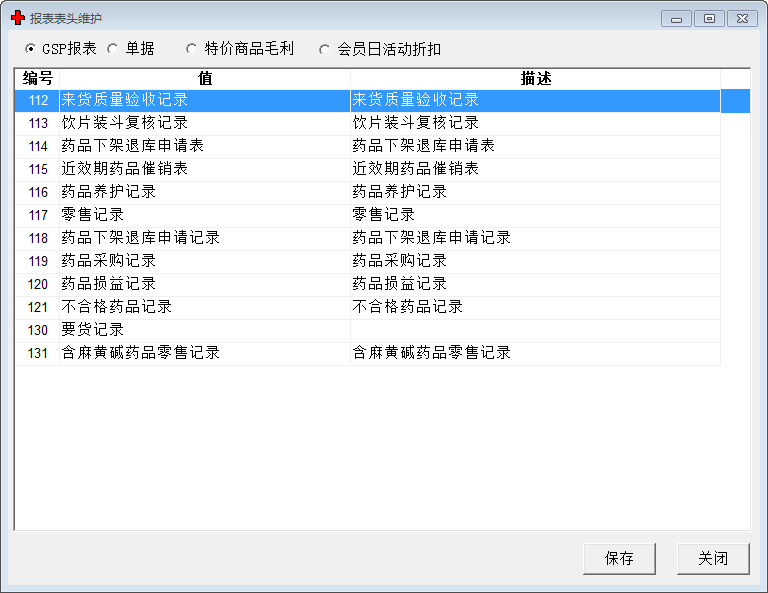 报表表头维护
GSP报表 单据 特价商品毛利 会员日活动折扣
编号 值 描述
112 来货质量验收记录 来货质量验收记录
113 饮片装斗复核记录 饮片装斗复核记录
114 药品下架退库申请表 药品下架退库申请表
115 近效期药品催销表 近效期药品催销表
116 药品养护记录 药品养护记录
117 零售记录 零售记录
118 药品下架退库申请记录 药品下架退库申请记录
119 药品采购记录 药品采购记录
120 药品损益记录 药品损益记录
121 不合格药品记录 不合格药品记录
130 要货记录
131 含麻黄碱药品零售记录 含麻黄碱药品零售记录
保存 关闭